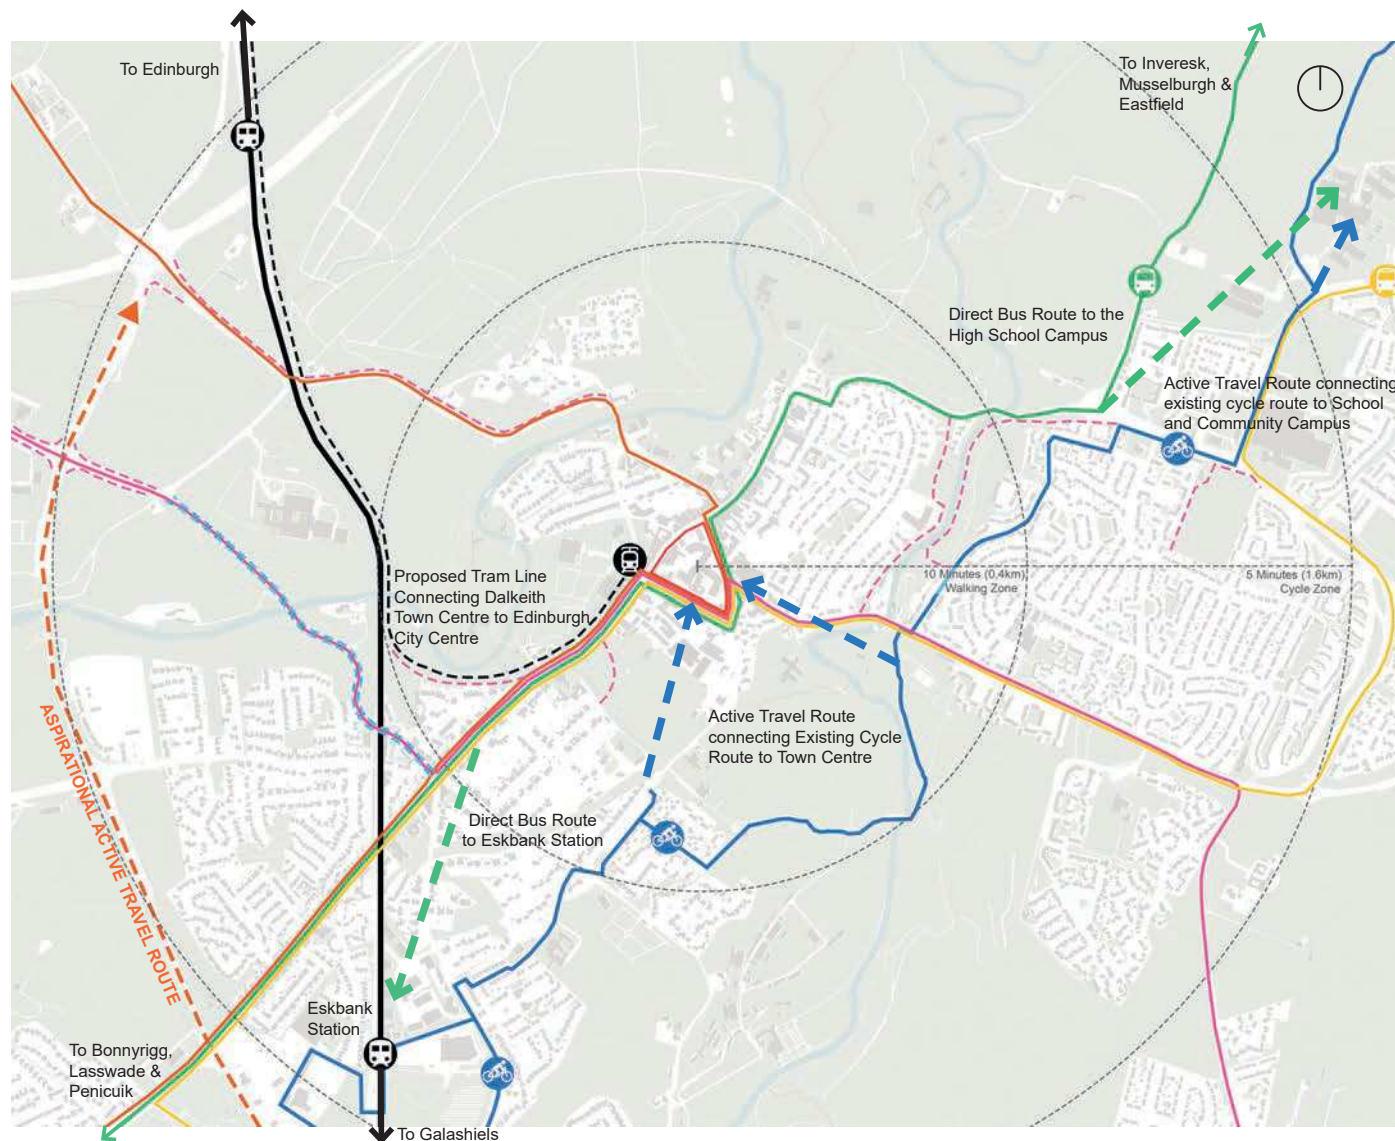 To Edinburgh
To Inveresk,
Musselburgh &
Eastfield
Direct Bus Route to the
High School Campus
Active Travel Route connecting
existing cycle route to School
and Community Campus
Proposed Tram Line
Connecting Dalkeith
Town Centre to Edinburgh
City Centre
10 Minutes (0.4km)
Walking Zone
5 Minutes (1.6km)
Cycle Zone
ASPIRATIONAL ACTIVE TRAVEL ROUTE
Active Travel Route
connecting Existing Cycle
Route to Town Centre
Direct Bus Route
to Eskbank Station
Eskbank
Station
To Bonnyrigg,
Lasswade &
Penicuik
To Galashiels